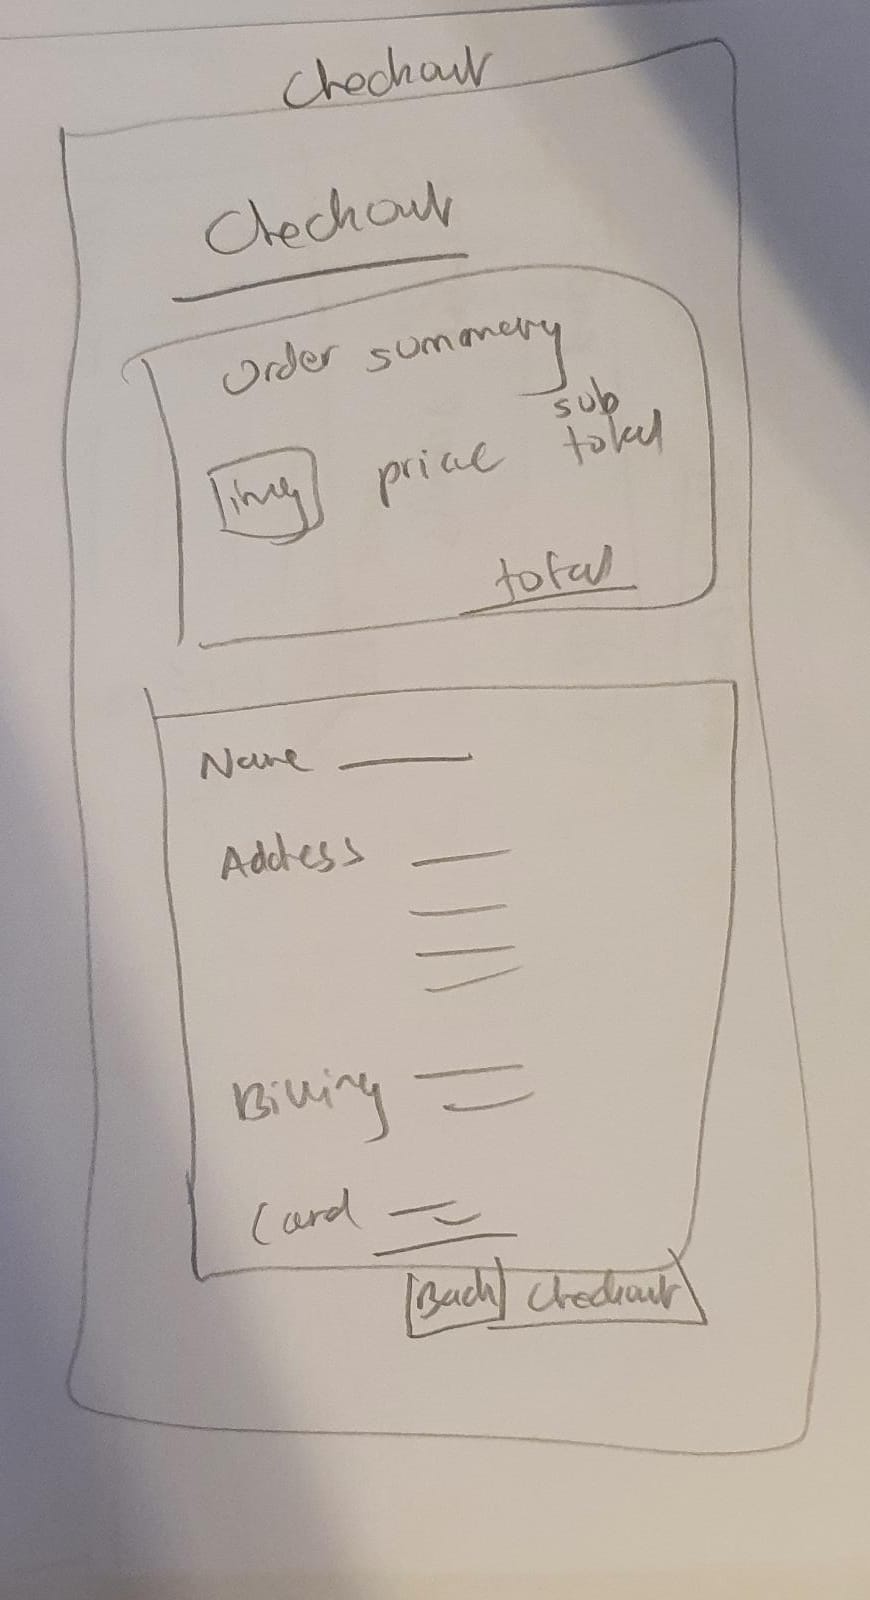 Checkout
Checkout
Order summery
img price sub total
total
Name
Address
Billing
Card
Back Checkout